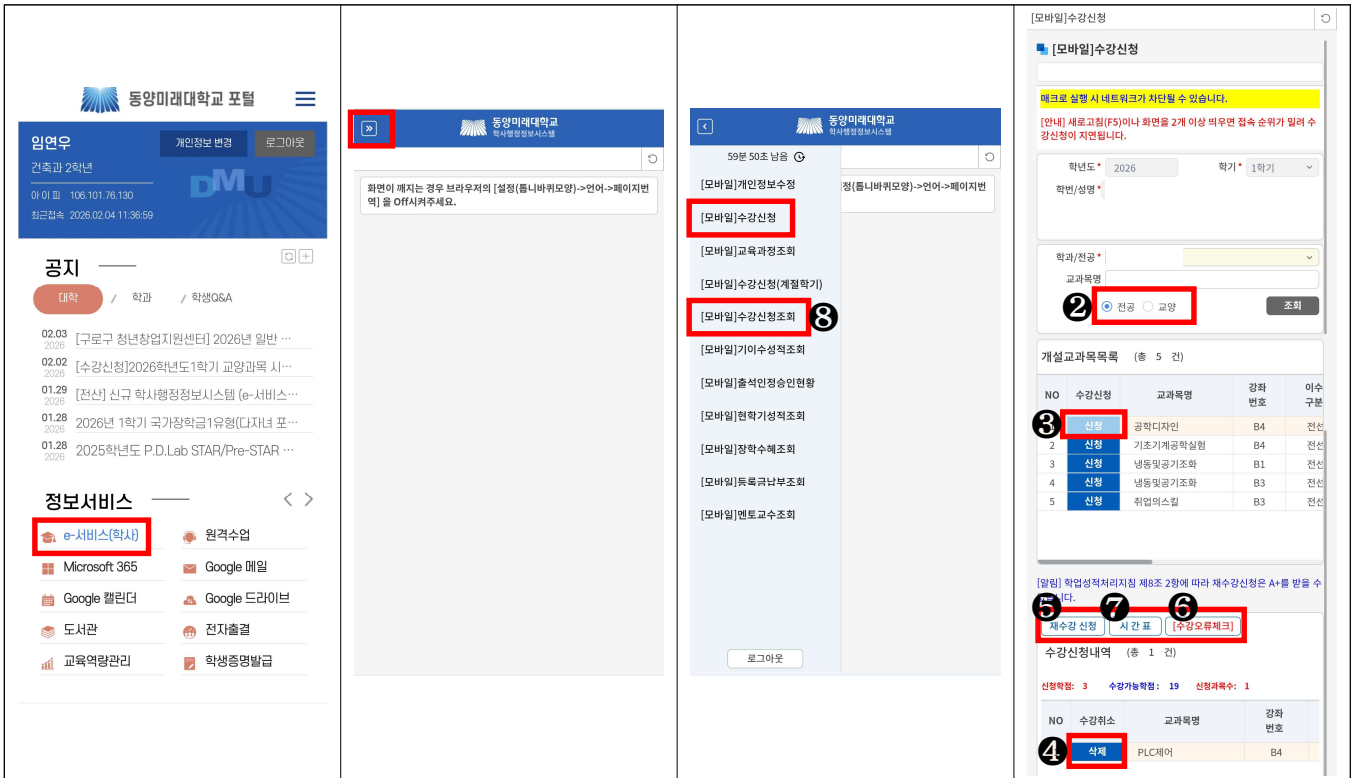 동양미래대학교 포털
임연우
개인정보 변경
로그아웃
건축과 2학년
아이피 106.101.76.130
최근접속 2026.02.04 11:36:59
DMU
공지
대학 / 학과 / 학생Q&A
02.03 2026 [구로구 청년창업지원센터] 2026년 일반 …
02.02 2026 [수강신청]2026학년도1학기 교양과목 시…
01.29 2026 [전산] 신규 학사행정정보시스템 (e-서비스…
01.28 2026 2026년 1학기 국가장학금1유형(다자녀 포…
01.28 2026 2025학년도 P.D.Lab STAR/Pre-STAR …
정보서비스
e-서비스(학사) 원격수업
Microsoft 365 Google 메일
Google 캘린더 Google 드라이브
도서관 전자출결
교육역량관리 학생증명발급
동양미래대학교
학사행정정보시스템
화면이 깨지는 경우 브라우저의 [설정(톱니바퀴모양)->언어->페이지번
역] 을 Off시켜주세요.
동양미래대학교
학사행정정보시스템
59분 50초 남음
[모바일]개인정보수정
정(톱니바퀴모양)->언어->페이지번
[모바일]수강신청
[모바일]교육과정조회
[모바일]수강신청(계절학기)
[모바일]수강신청조회
❽
[모바일]기이수성적조회
[모바일]출석인정승인현황
[모바일]현학기성적조회
[모바일]장학수혜조회
[모바일]등록금납부조회
[모바일]멘토교수조회
로그아웃
[모바일]수강신청
[모바일]수강신청
매크로 실행 시 네트워크가 차단될 수 있습니다.
[안내] 새로고침(F5)이나 화면을 2개 이상 띄우면 접속 순위가 밀려 수
강신청이 지연됩니다.
학년도* 2026 학기* 1학기
학번/성명*
학과/전공*
교과목명
❷ 전공 교양 조회
개설교과목목록 (총 5 건)
NO 수강신청 교과목명 강좌 번호 이수 구분
❸ 신청 공학디자인 B4 전선
2 신청 기초기계공학실험 B4 전선
3 신청 냉동및공기조화 B1 전선
4 신청 냉동및공기조화 B3 전선
5 신청 취업의스킬 B3 전선
[알림] 학업성적처리지침 제8조 2항에 따라 재수강신청은 A+를 받을 수
니다.
❺ ❼ ❻
재수강 신청 시 간 표 [수강오류체크]
수강신청내역 (총 1 건)
신청학점: 3 수강가능학점: 19 신청과목수: 1
NO 수강취소 교과목명 강좌 번호
❹ 삭제 PLC제어 B4